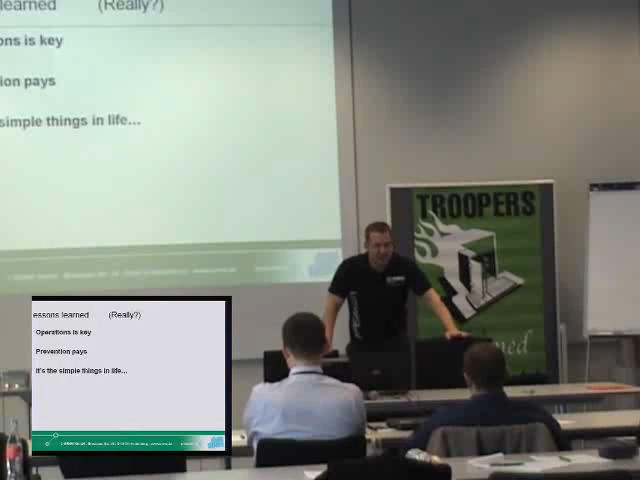 learned (Really?)
ons is key
ion pays
simple things in life...
TROOPERS
essons learned (Really?)
Operations is key
Prevention pays
It's the simple things in life...